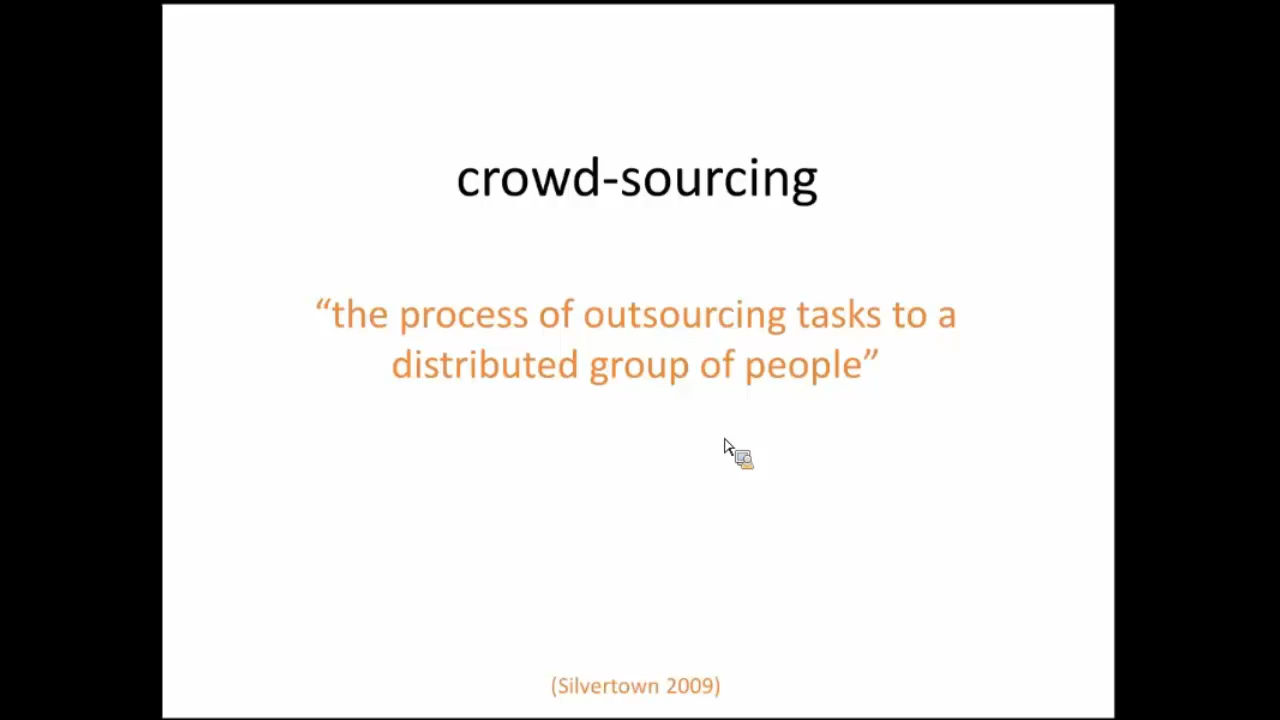 crowd-sourcing
“the process of outsourcing tasks to a
distributed group of people”
(Silvertown 2009)